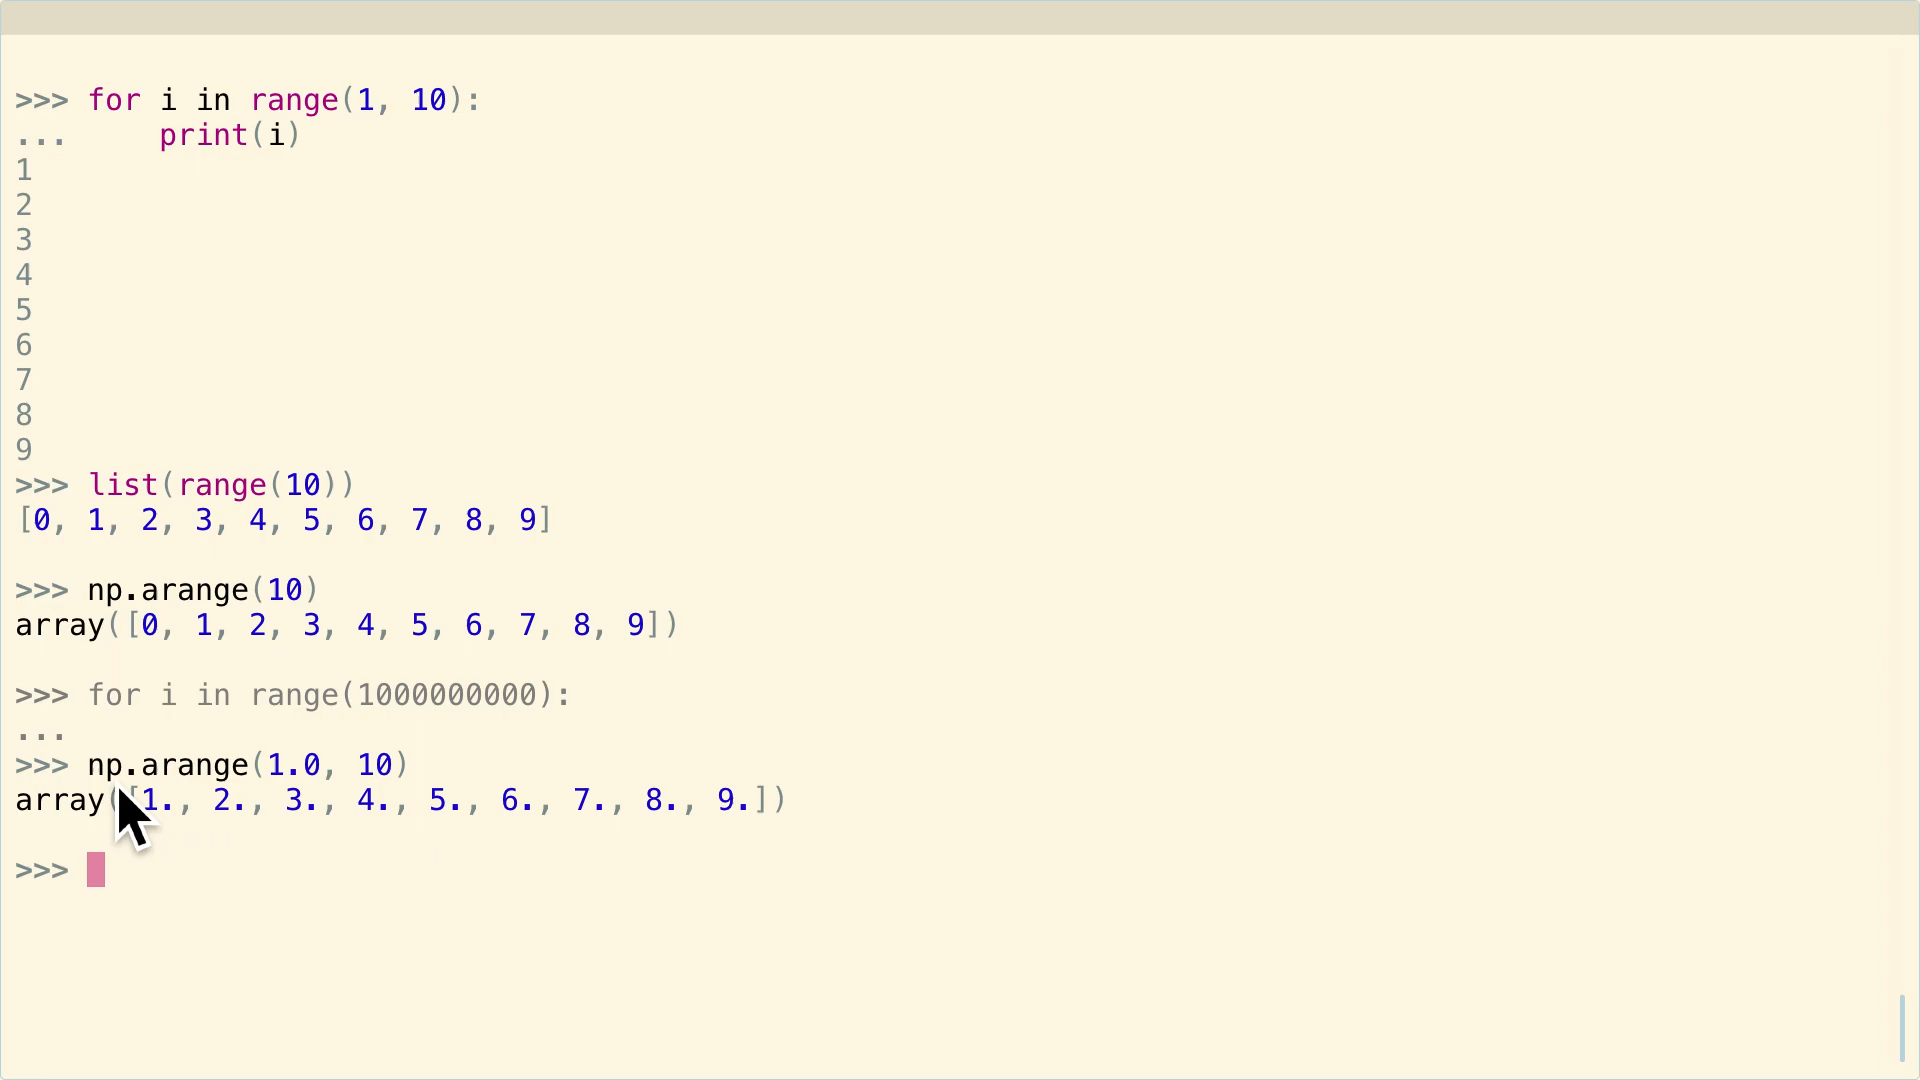 >>> for i in range(1, 10):
...     print(i)
1
2
3
4
5
6
7
8
9
>>> list(range(10))
[0, 1, 2, 3, 4, 5, 6, 7, 8, 9]
>>> np.arange(10)
array([0, 1, 2, 3, 4, 5, 6, 7, 8, 9])
>>> for i in range(1000000000):
...
>>> np.arange(1.0, 10)
array([1., 2., 3., 4., 5., 6., 7., 8., 9.])
>>>